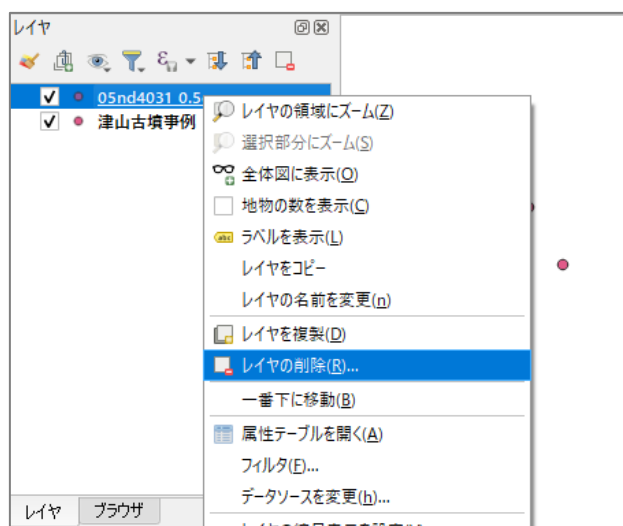 レイヤ
05nd4031 0.5
津山古墳事例
レイヤの領域にズーム(Z)
選択部分にズーム(S)
全体図に表示(O)
地物の数を表示(C)
abc ラベルを表示(L)
レイヤをコピー
レイヤの名前を変更(n)
レイヤを複製(D)
レイヤの削除(R)...
一番下に移動(B)
属性テーブルを開く(A)
フィルタ(F)...
データソースを変更(h)...
レイヤ ブラウザ